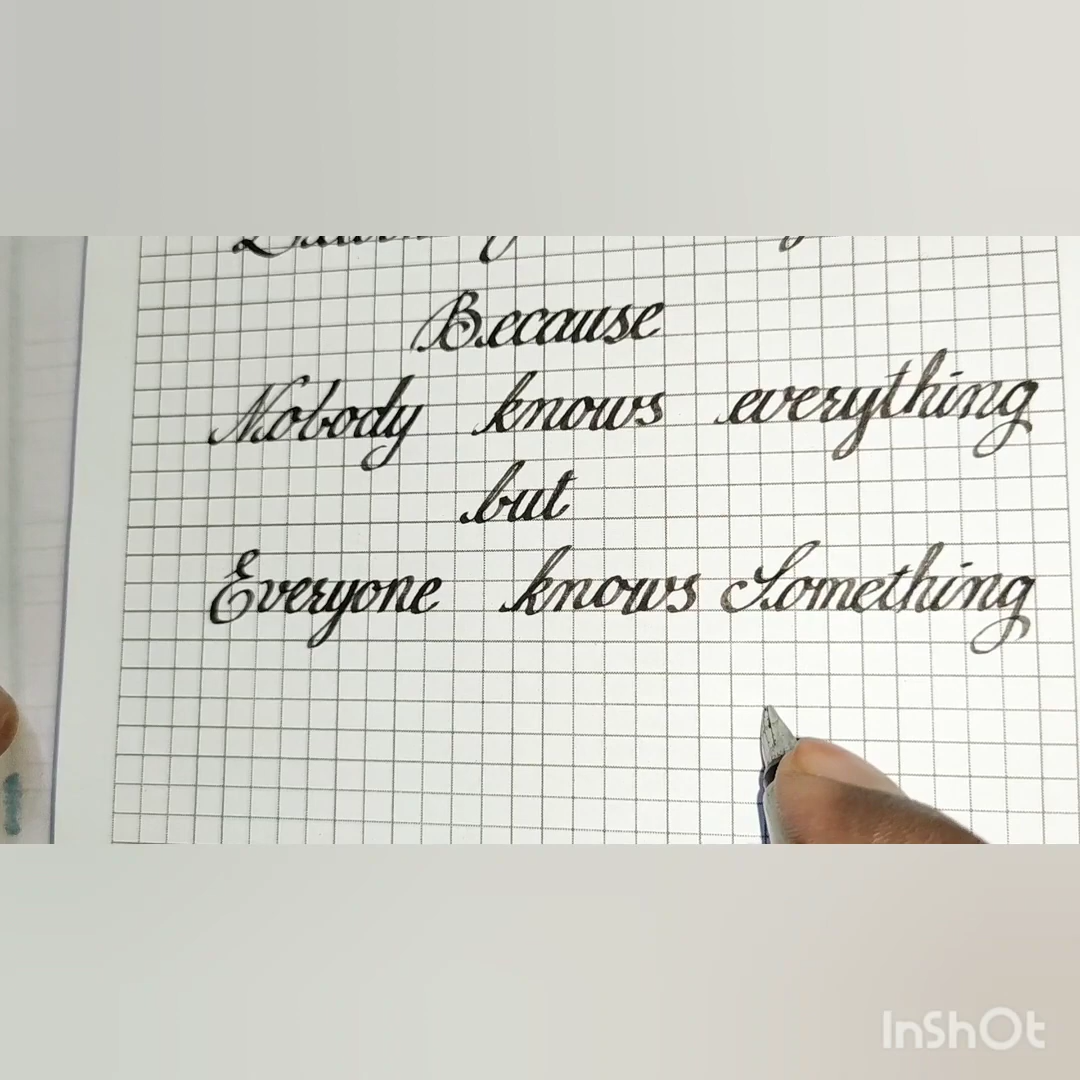 Because
Nobody knows everything
but
Everyone knows Something
InShOt